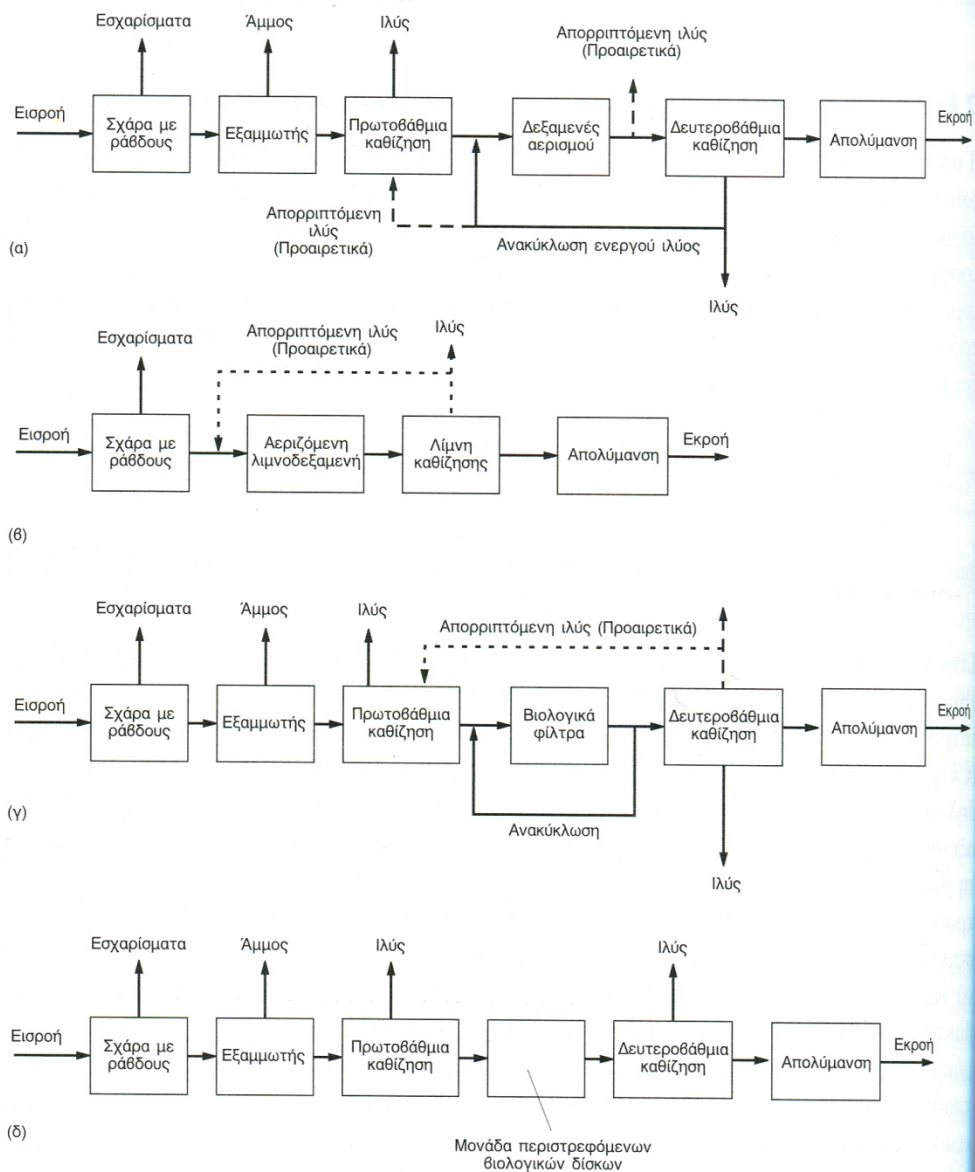 Εσχαρίσματα
Άμμος
Ιλύς
Απορριπτόμενη ιλύς
(Προαιρετικά)
Εισροή
Σχάρα με
ράβδους
Εξαμμωτής
Πρωτοβάθμια
καθίζηση
Δεξαμενές
αερισμού
Δευτεροβάθμια
καθίζηση
Απολύμανση
Εκροή
Απορριπτόμενη
ιλύς
(Προαιρετικά)
Ανακύκλωση ενεργού ιλύος
(α)
Ιλύς
Εσχαρίσματα
Απορριπτόμενη ιλύς
(Προαιρετικά)
Ιλύς
Εισροή
Σχάρα με
ράβδους
Αεριζόμενη
λιμνοδεξαμενή
Λίμνη
καθίζησης
Απολύμανση
Εκροή
(β)
Εσχαρίσματα
Άμμος
Ιλύς
Απορριπτόμενη ιλύς (Προαιρετικά)
Εισροή
Σχάρα με
ράβδους
Εξαμμωτής
Πρωτοβάθμια
καθίζηση
Βιολογικά
φίλτρα
Δευτεροβάθμια
καθίζηση
Απολύμανση
Εκροή
Ανακύκλωση
(γ)
Ιλύς
Εσχαρίσματα
Άμμος
Ιλύς
Ιλύς
Εισροή
Σχάρα με
ράβδους
Εξαμμωτής
Πρωτοβάθμια
καθίζηση
Δευτεροβάθμια
καθίζηση
Απολύμανση
Εκροή
(δ)
Μονάδα περιστρεφόμενων
βιολογικών δίσκων